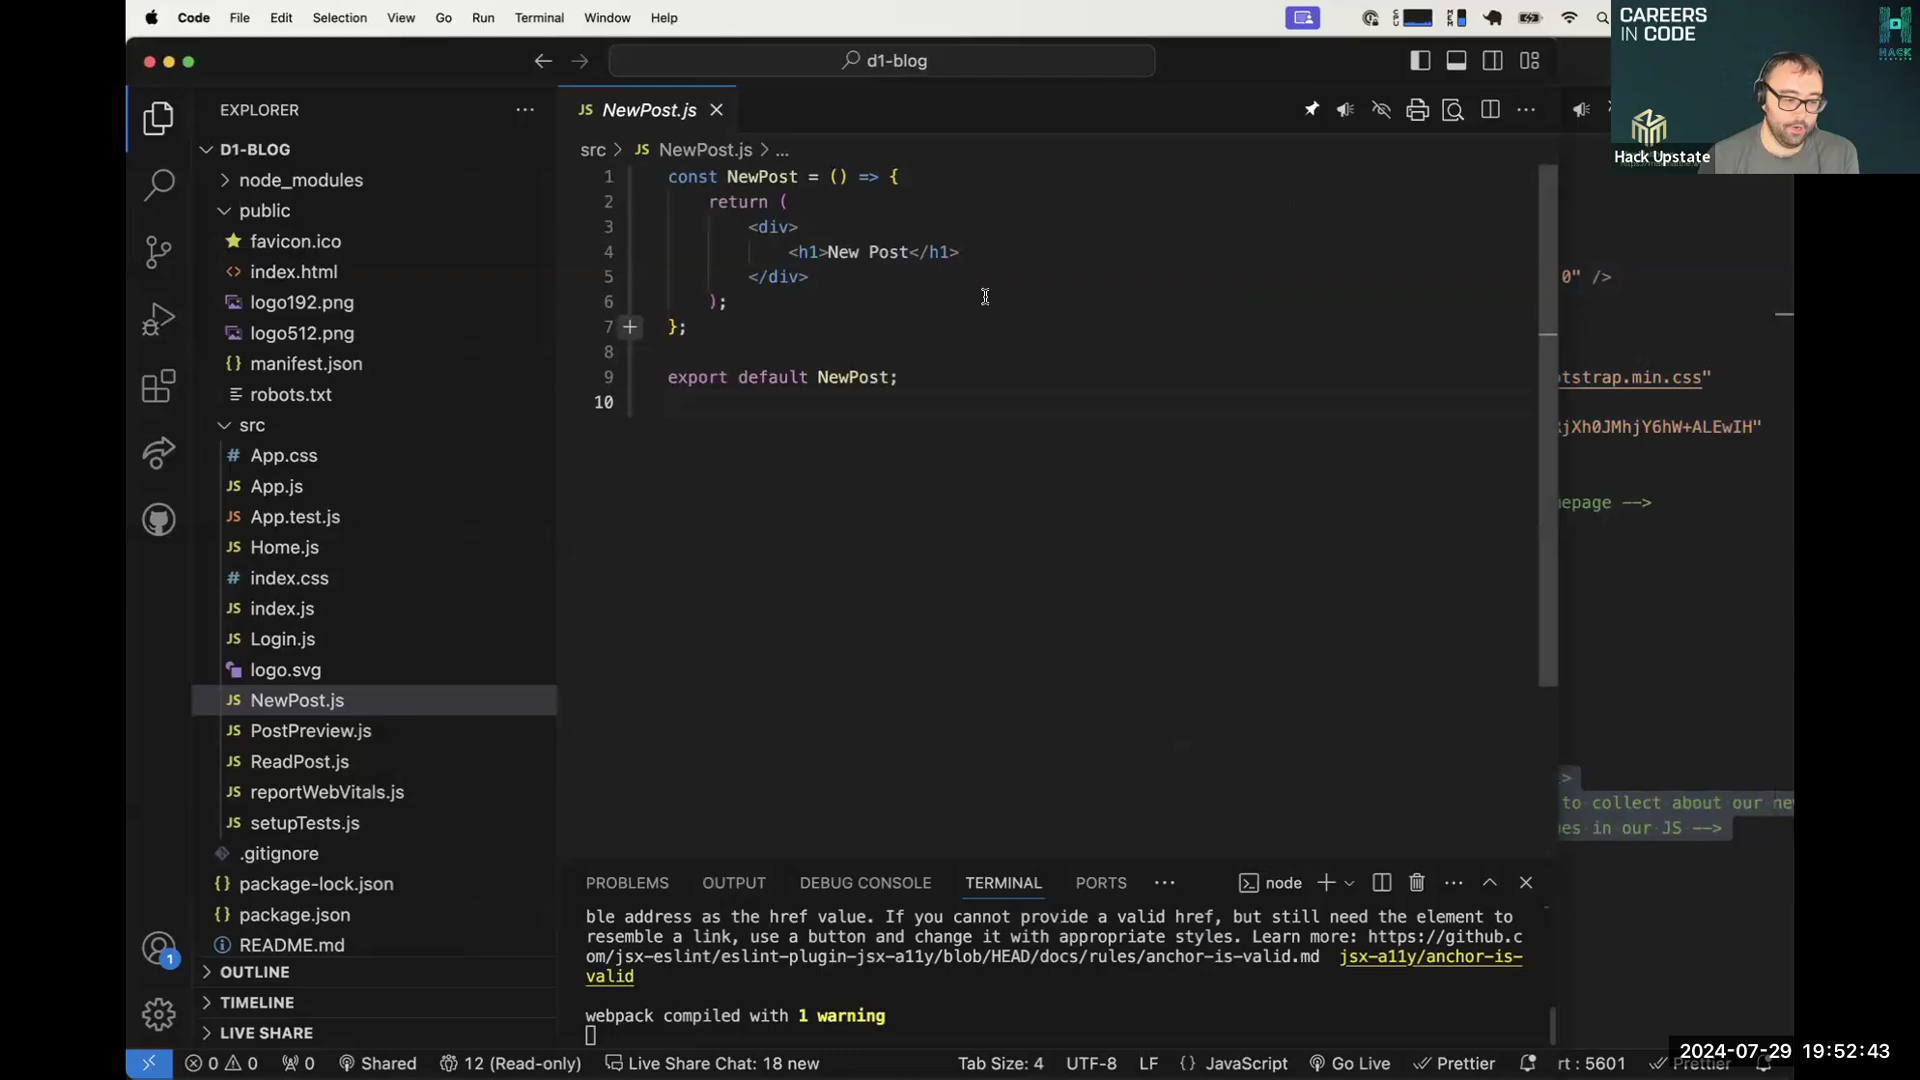 Code File Edit Selection View Go Run Terminal Window Help
CAREERS
IN CODE
HACK
Hack Upstate
d1-blog
EXPLORER
D1-BLOG
node_modules
public
favicon.ico
index.html
logo192.png
logo512.png
manifest.json
robots.txt
src
App.css
App.js
App.test.js
Home.js
index.css
index.js
Login.js
logo.svg
NewPost.js
PostPreview.js
ReadPost.js
reportWebVitals.js
setupTests.js
.gitignore
package-lock.json
package.json
README.md
OUTLINE
TIMELINE
LIVE SHARE
JS NewPost.js
src > JS NewPost.js > ...
1 const NewPost = () => {
2 return (
3 <div>
4 <h1>New Post</h1>
5 </div>
6 );
7 };
8
9 export default NewPost;
10
0" />
tstrap.min.css"
jXh0JMhjY6hW+ALEwIH"
epage -->
>
to collect about our ne
es in our JS -->
PROBLEMS OUTPUT DEBUG CONSOLE TERMINAL PORTS ... node
ble address as the href value. If you cannot provide a valid href, but still need the element to
resemble a link, use a button and change it with appropriate styles. Learn more: https://github.c
om/jsx-eslint/eslint-plugin-jsx-a11y/blob/HEAD/docs/rules/anchor-is-valid.md jsx-a11y/anchor-is-
valid
webpack compiled with 1 warning
1
0 0 0 Shared 12 (Read-only) Live Share Chat: 18 new Tab Size: 4 UTF-8 LF {} JavaScript Go Live Prettier rt : 5601 Prettier
2024-07-29 19:52:43